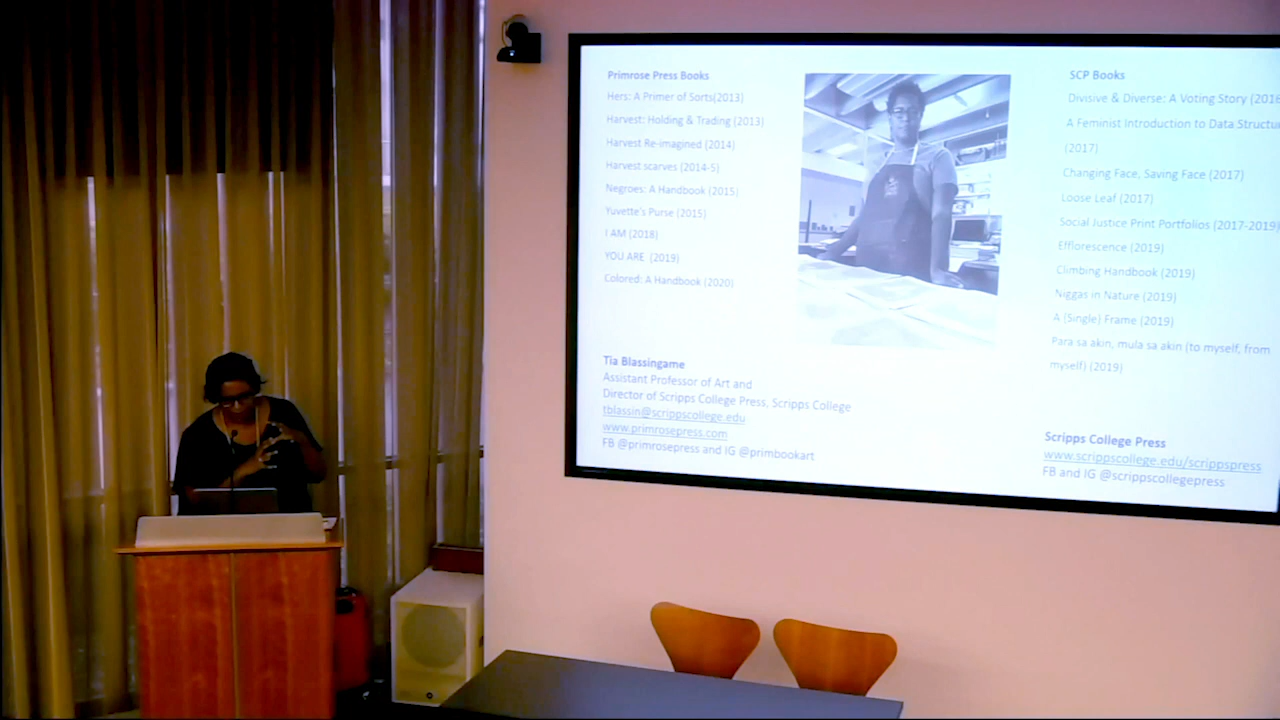 Primrose Press Books
Hers: A Primer of Sorts(2013)
Harvest: Holding & Trading (2013)
Harvest Re-imagined (2014)
Harvest scarves (2014-5)
Negroes: A Handbook (2015)
Yuvette's Purse (2015)
I AM (2018)
YOU ARE (2019)
Colored: A Handbook (2020)
Tia Blassingame
Assistant Professor of Art and
Director of Scripps College Press, Scripps College
tblassin@scrippscollege.edu
www.primrosepress.com
FB @primrosepress and IG @primbookart
SCP Books
Divisive & Diverse: A Voting Story (2016
A Feminist Introduction to Data Structu
(2017)
Changing Face, Saving Face (2017)
Loose Leaf (2017)
Social Justice Print Portfolios (2017-2019)
Efflorescence (2019)
Climbing Handbook (2019)
Niggas in Nature (2019)
A (Single) Frame (2019)
Para sa akin, mula sa akin (to myself, from
myself) (2019)
Scripps College Press
www.scrippscollege.edu/scrippspress
FB and IG @scrippscollegepress